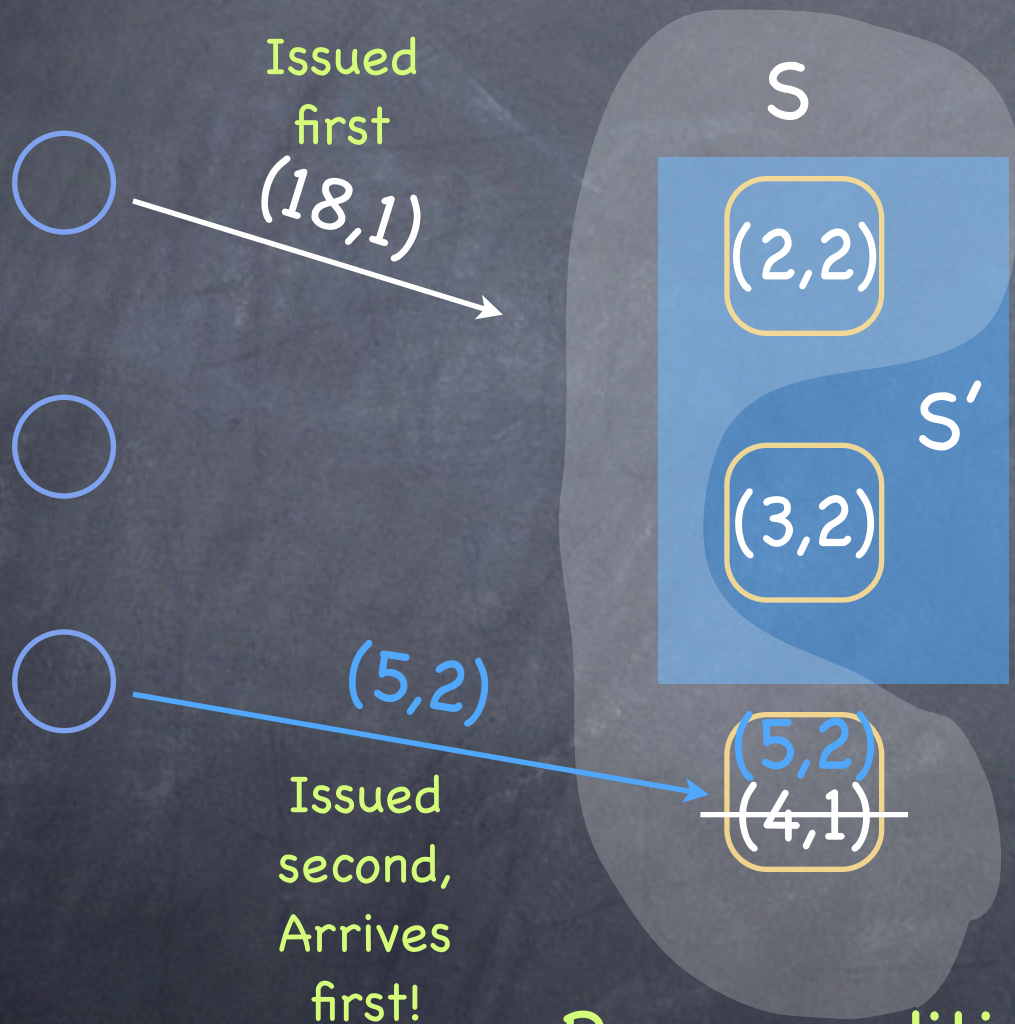 Issued
first
(18,1)
S
(2,2)
S′
(3,2)
(5,2)
(5,2)
(4,1)
Issued
second,
Arrives
first!